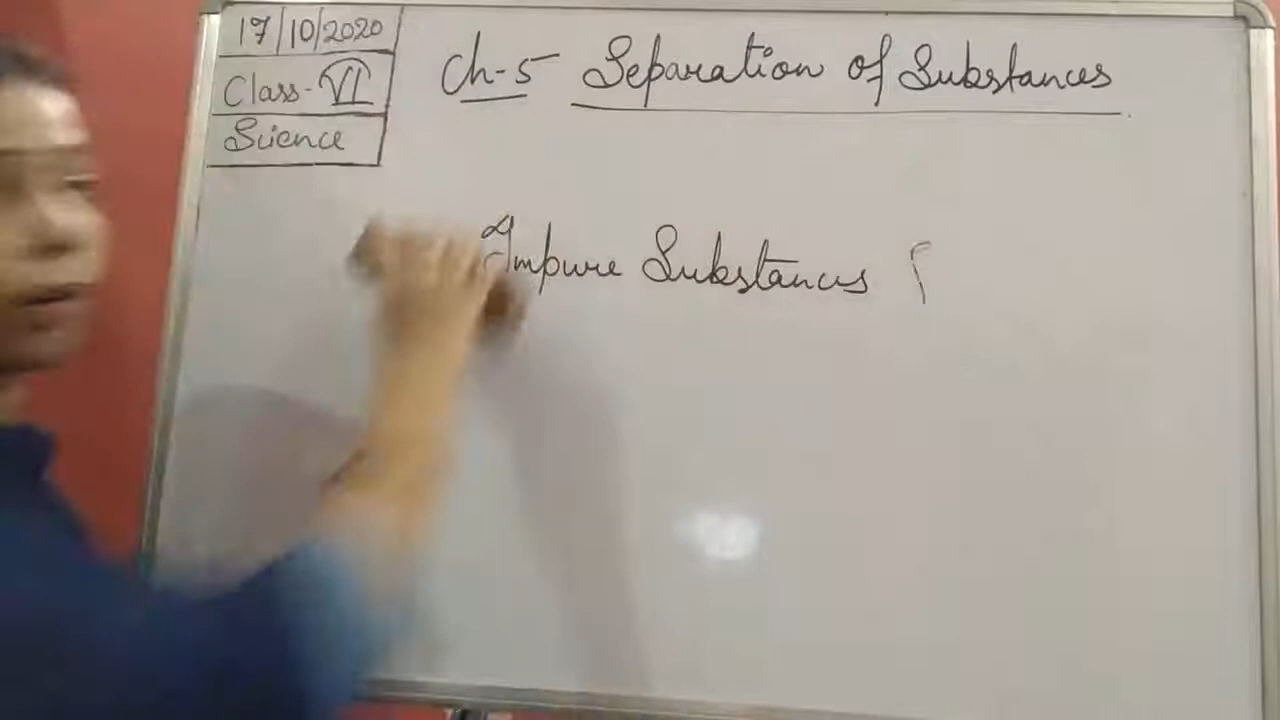 17/10/2020
Class-VI
Science
Ch-5 Separation of Substances
Impure Substances